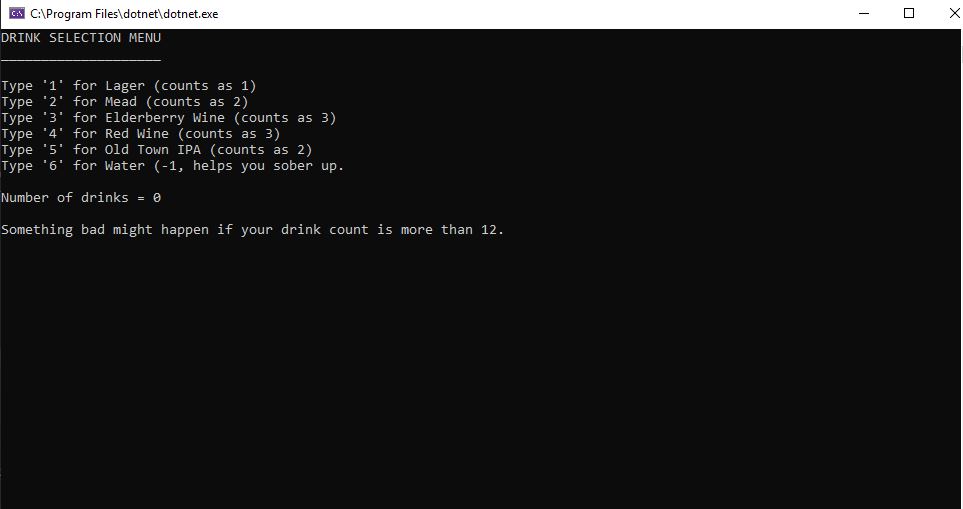 C:\Program Files\dotnet\dotnet.exe
DRINK SELECTION MENU
____________________
Type '1' for Lager (counts as 1)
Type '2' for Mead (counts as 2)
Type '3' for Elderberry Wine (counts as 3)
Type '4' for Red Wine (counts as 3)
Type '5' for Old Town IPA (counts as 2)
Type '6' for Water (-1, helps you sober up.
Number of drinks = 0
Something bad might happen if your drink count is more than 12.